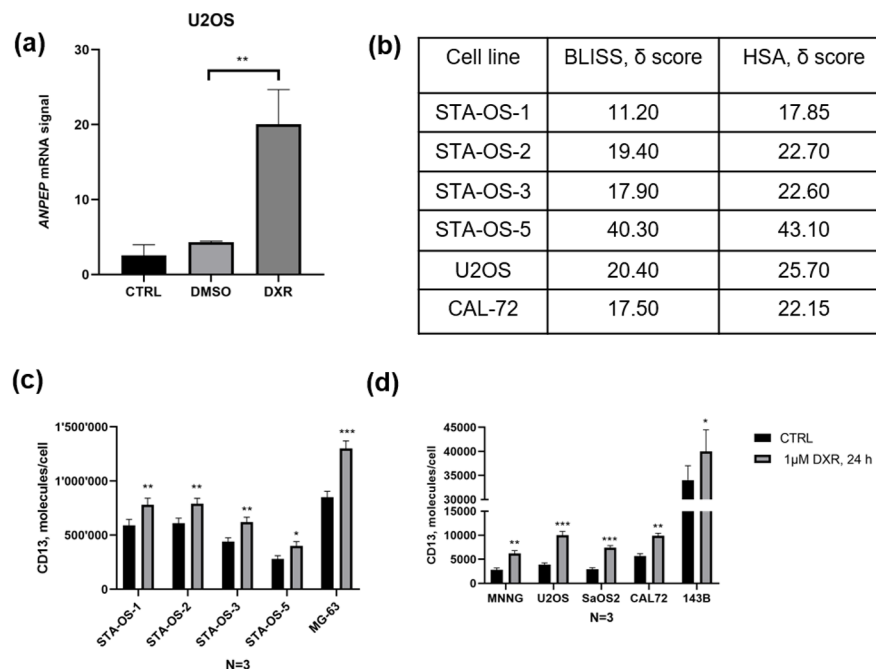 (a)
U2OS
ANPEP mRNA signal
30
20
10
0
**
CTRL DMSO DXR
(b)
Cell line BLISS, δ score HSA, δ score
STA-OS-1 11.20 17.85
STA-OS-2 19.40 22.70
STA-OS-3 17.90 22.60
STA-OS-5 40.30 43.10
U2OS 20.40 25.70
CAL-72 17.50 22.15
(c)
CD13, molecules/cell
1'500'000
1'000'000
500'000
0
** ** ** * ***
STA-OS-1 STA-OS-2 STA-OS-3 STA-OS-5 MG-63
N=3
(d)
CD13, molecules/cell
45000
40000
35000
30000
15000
10000
5000
0
** *** *** ** *
MNNG U2OS SaOS2 CAL72 143B
N=3
CTRL
1µM DXR, 24 h